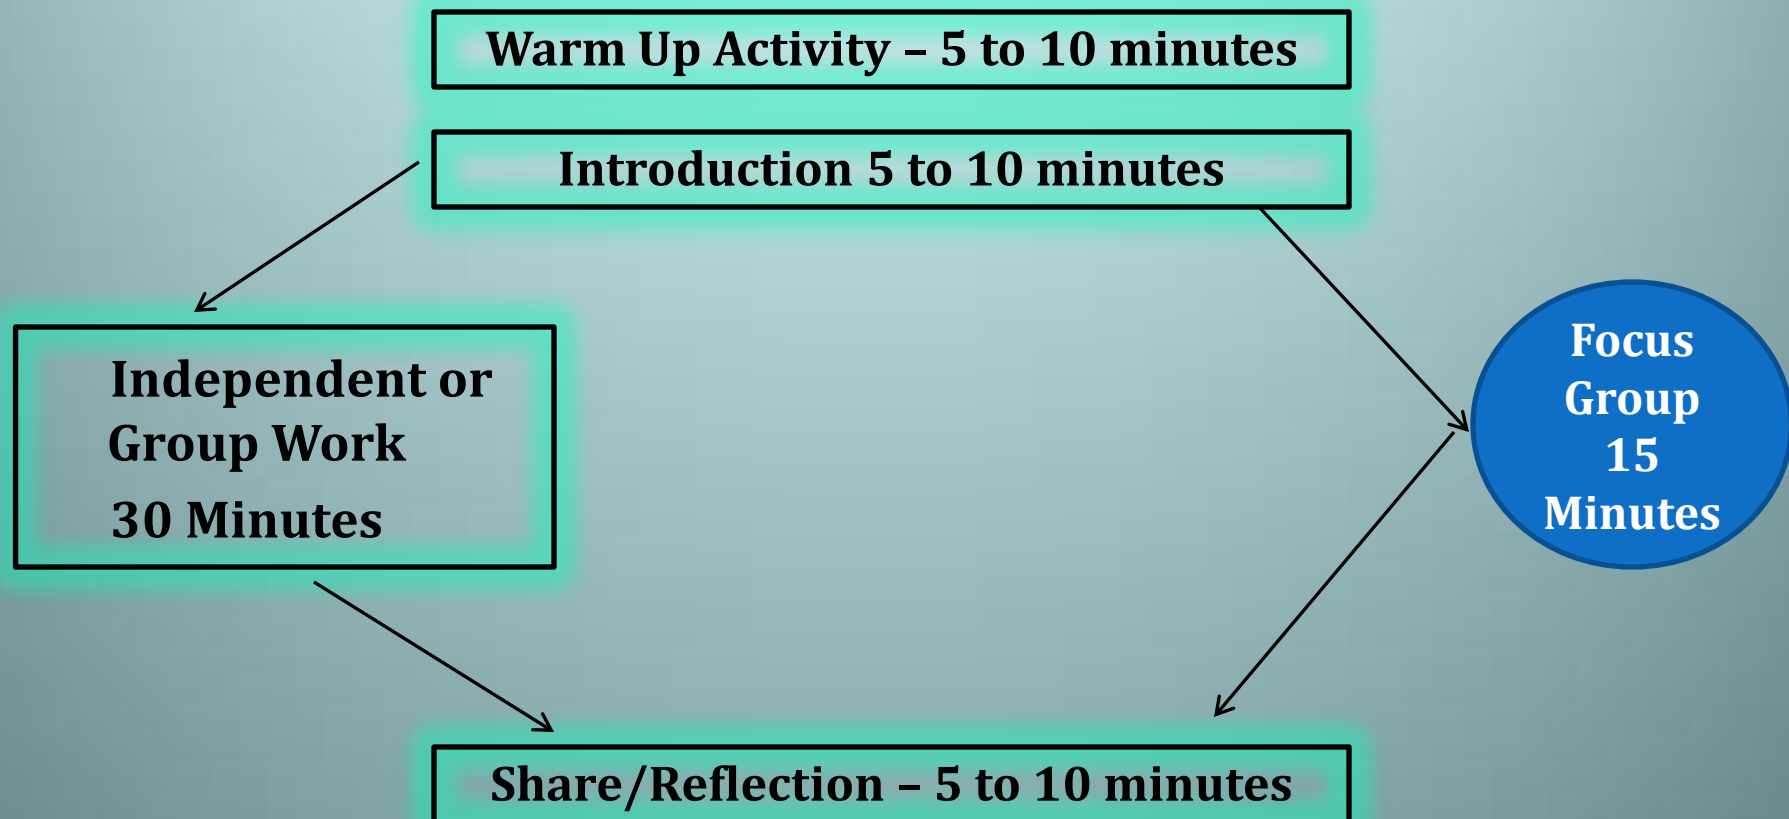 Warm Up Activity – 5 to 10 minutes
Introduction 5 to 10 minutes
Independent or
Group Work
30 Minutes
Focus
Group
15
Minutes
Share/Reflection – 5 to 10 minutes